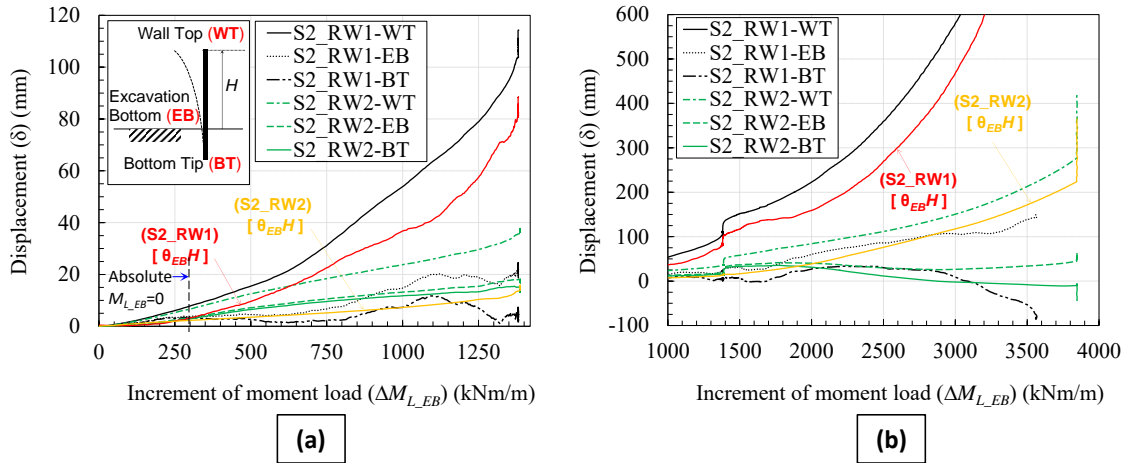 120
100
80
60
40
20
0
Displacement (δ) (mm)
Wall Top (WT)
H
Excavation
Bottom (EB)
Bottom Tip (BT)
S2_RW1-WT
S2_RW1-EB
S2_RW1-BT
S2_RW2-WT
S2_RW2-EB
S2_RW2-BT
(S2_RW2)
[ θEBH ]
(S2_RW1)
[ θEBH ]
Absolute
ML_EB=0
0 250 500 750 1000 1250
Increment of moment load (ΔML_EB) (kNm/m)
(a)
600
500
400
300
200
100
0
-100
Displacement (δ) (mm)
S2_RW1-WT
S2_RW1-EB
S2_RW1-BT
S2_RW2-WT
S2_RW2-EB
S2_RW2-BT
(S2_RW2)
[ θEBH ]
(S2_RW1)
[ θEBH ]
1000 1500 2000 2500 3000 3500 4000
Increment of moment load (ΔML_EB) (kNm/m)
(b)